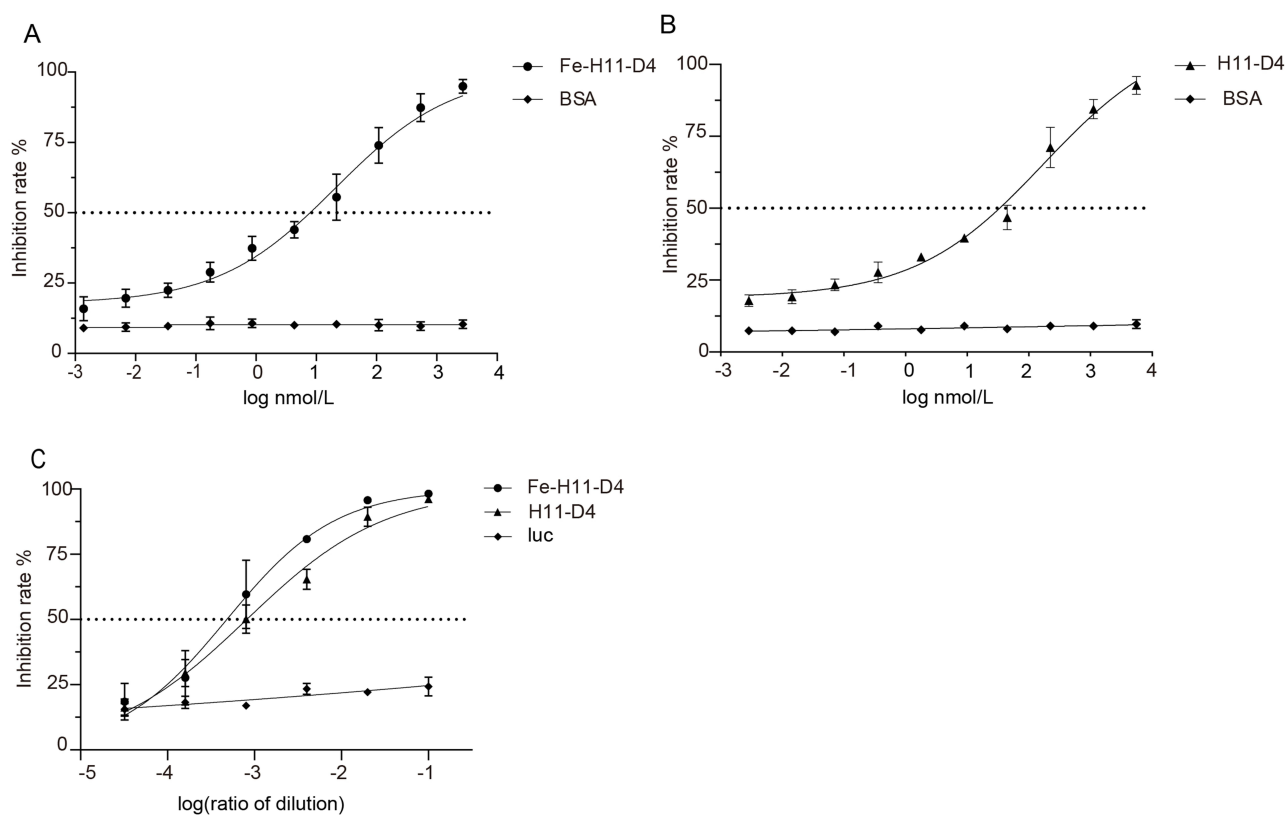 A
Fe-H11-D4
BSA
Inhibition rate %
100
75
50
25
0
-3 -2 -1 0 1 2 3 4
log nmol/L
B
H11-D4
BSA
Inhibition rate %
100
75
50
25
0
-3 -2 -1 0 1 2 3 4
log nmol/L
C
Fe-H11-D4
H11-D4
luc
Inhibition rate %
100
75
50
25
0
-5 -4 -3 -2 -1
log(ratio of dilution)